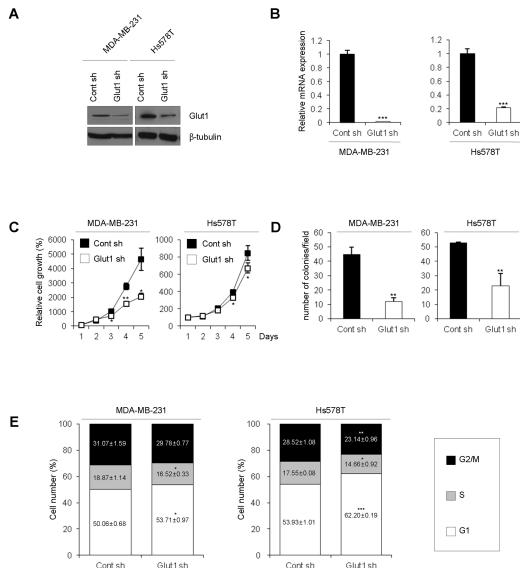 A
MDA-MB-231
Hs578T
Cont sh
Glut1 sh
Cont sh
Glut1 sh
Glut1
β-tubulin
B
MDA-MB-231
Hs578T
Relative mRNA expression
1.2
1
0.8
0.6
0.4
0.2
0
***
Cont sh Glut1 sh
MDA-MB-231
1.2
1
0.8
0.6
0.4
0.2
0
***
Cont sh Glut1 sh
Hs578T
C
MDA-MB-231
Relative cell growth (%)
6000
5000
4000
3000
2000
1000
0
Cont sh
Glut1 sh
*
**
*
1 2 3 4 5
Hs578T
1000
800
600
400
200
0
Cont sh
Glut1 sh
*
*
1 2 3 4 5 Days
D
MDA-MB-231
number of colonies/field
60
50
40
30
20
10
0
**
Cont sh Glut1 sh
Hs578T
60
50
40
30
20
10
0
**
Cont sh Glut1 sh
E
MDA-MB-231
Cell number (%)
100
80
60
40
20
0
31.07±1.59
29.78±0.77
18.87±1.14
*
16.52±0.33
50.06±0.68
*
53.71±0.97
Cont sh Glut1 sh
Hs578T
Cell number (%)
100
80
60
40
20
0
28.52±1.08
**
23.14±0.96
17.55±0.08
*
14.66±0.92
53.93±1.01
***
62.20±0.19
Cont sh Glut1 sh
G2/M
S
G1